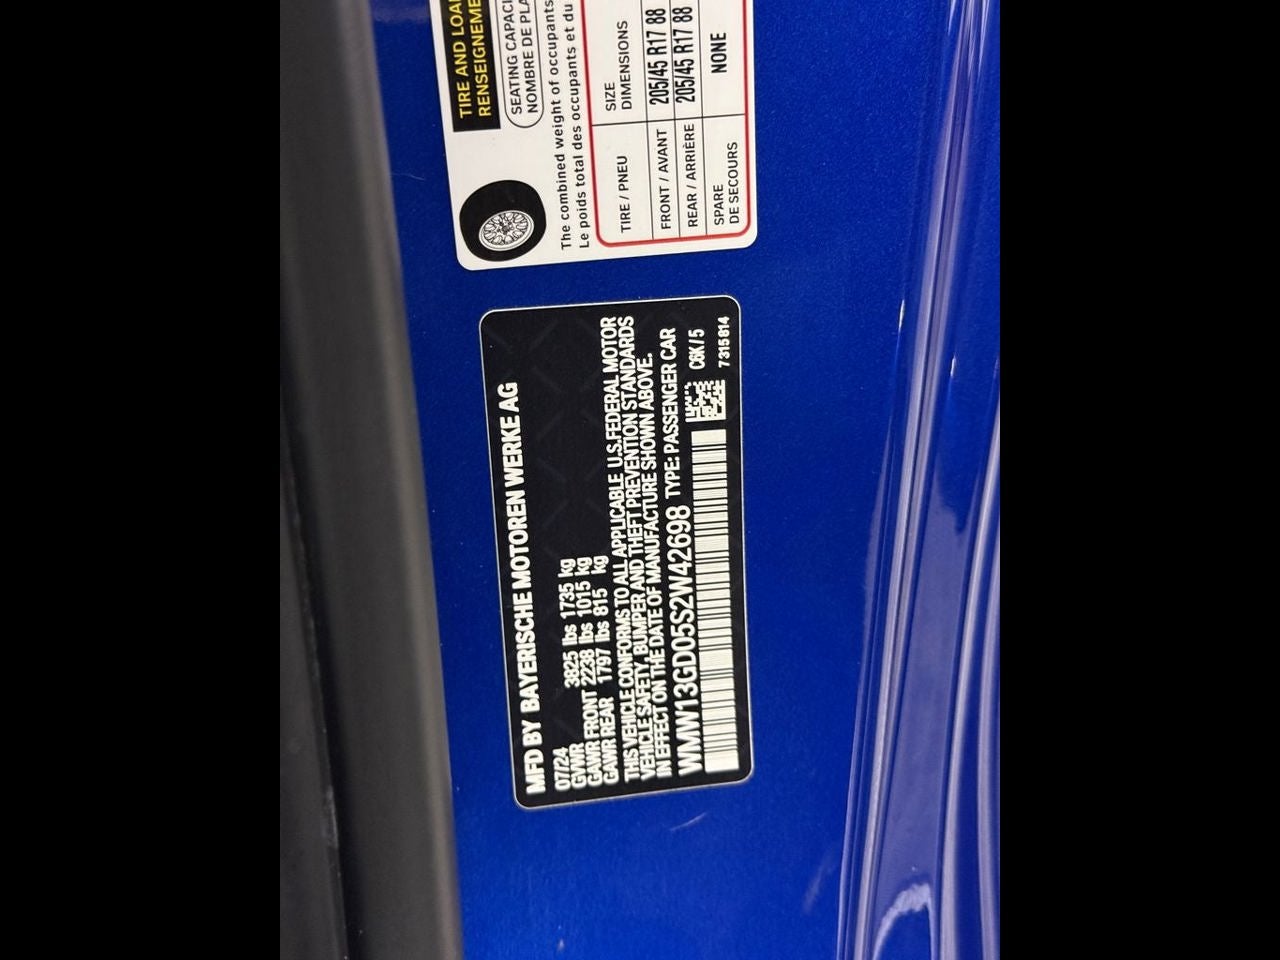 TIRE AND LOA
RENSEIGNEME
SEATING CAPACI
NOMBRE DE PLA
The combined weight of occupants
Le poids total des occupants et du
TIRE / PNEU SIZE DIMENSIONS
FRONT / AVANT 205/45 R17 88
REAR / ARRIÈRE 205/45 R17 88
SPARE NONE
DE SECOURS
MFD BY BAYERISCHE MOTOREN WERKE AG
07/24
GVWR 3825 lbs 1735 kg
GAWR FRONT 2238 lbs 1015 kg
GAWR REAR 1797 lbs 815 kg
THIS VEHICLE CONFORMS TO ALL APPLICABLE U.S.FEDERAL MOTOR
VEHICLE SAFETY, BUMPER AND THEFT PREVENTION STANDARDS
IN EFFECT ON THE DATE OF MANUFACTURE SHOWN ABOVE.
WMW13GD05S2W42698 TYPE: PASSENGER CAR
C6K / 5
7315814